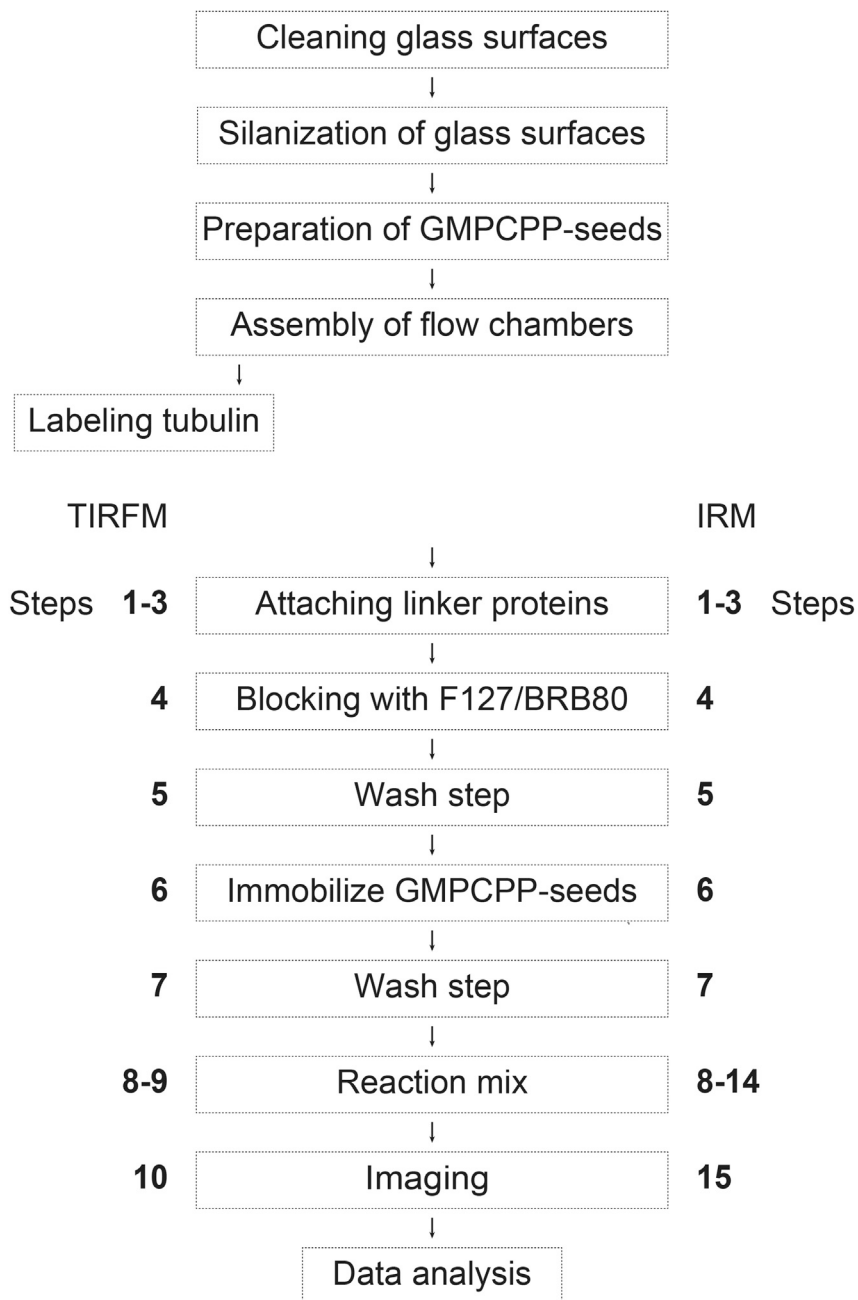 Cleaning glass surfaces
Silanization of glass surfaces
Preparation of GMPCPP-seeds
Assembly of flow chambers
Labeling tubulin
TIRFM IRM
Steps 1-3 Attaching linker proteins 1-3 Steps
4 Blocking with F127/BRB80 4
5 Wash step 5
6 Immobilize GMPCPP-seeds 6
7 Wash step 7
8-9 Reaction mix 8-14
10 Imaging 15
Data analysis